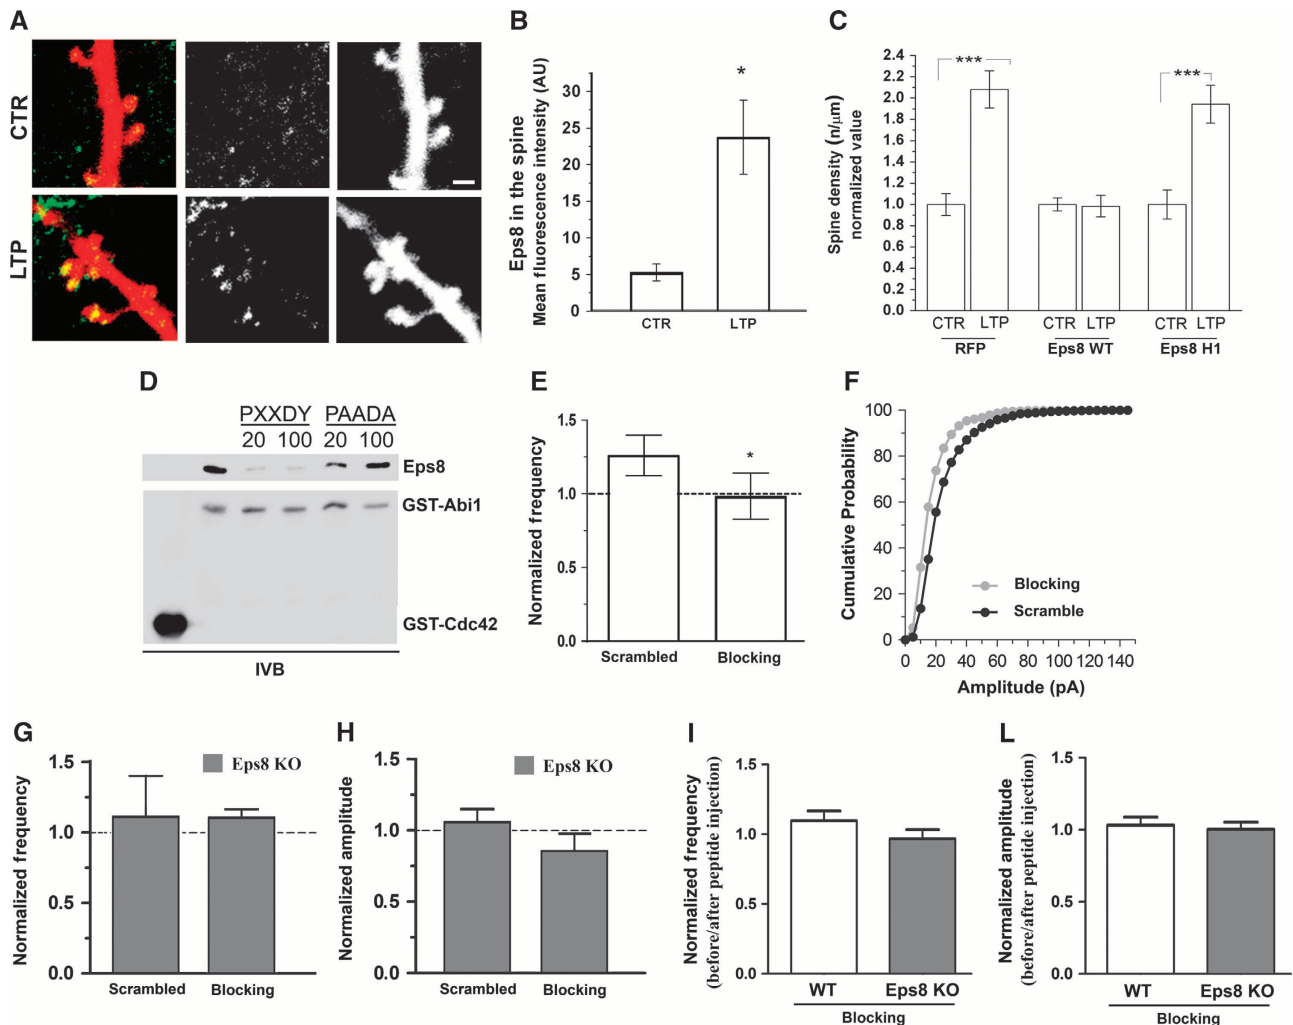 A
CTR
LTP
B
Eps8 in the spine
Mean fluorescence intensity (AU)
30
25
20
15
10
5
0
*
CTR LTP
C
Spine density (n/μm)
normalized value
2.4
2.2
2.0
1.8
1.6
1.4
1.2
1.0
0.8
0.6
0.4
0.2
0.0
*** ***
CTR LTP CTR LTP CTR LTP
RFP Eps8 WT Eps8 H1
D
PXXDY PAADA
20 100 20 100
Eps8
GST-Abi1
GST-Cdc42
IVB
E
Normalized frequency
1.5
1.0
0.5
0.0
*
Scrambled Blocking
F
Cumulative Probability
100
80
60
40
20
0
Blocking
Scramble
0 20 40 60 80 100 120 140
Amplitude (pA)
G
Normalized frequency
1.5
1.0
0.5
0.0
Eps8 KO
Scrambled Blocking
H
Normalized amplitude
1.5
1.0
0.5
0.0
Eps8 KO
Scrambled Blocking
I
Normalized frequency
(before/after peptide injection)
1.5
1.0
0.5
0.0
WT Eps8 KO
Blocking
L
Normalized amplitude
(before/after peptide injection)
1.5
1.0
0.5
0.0
WT Eps8 KO
Blocking